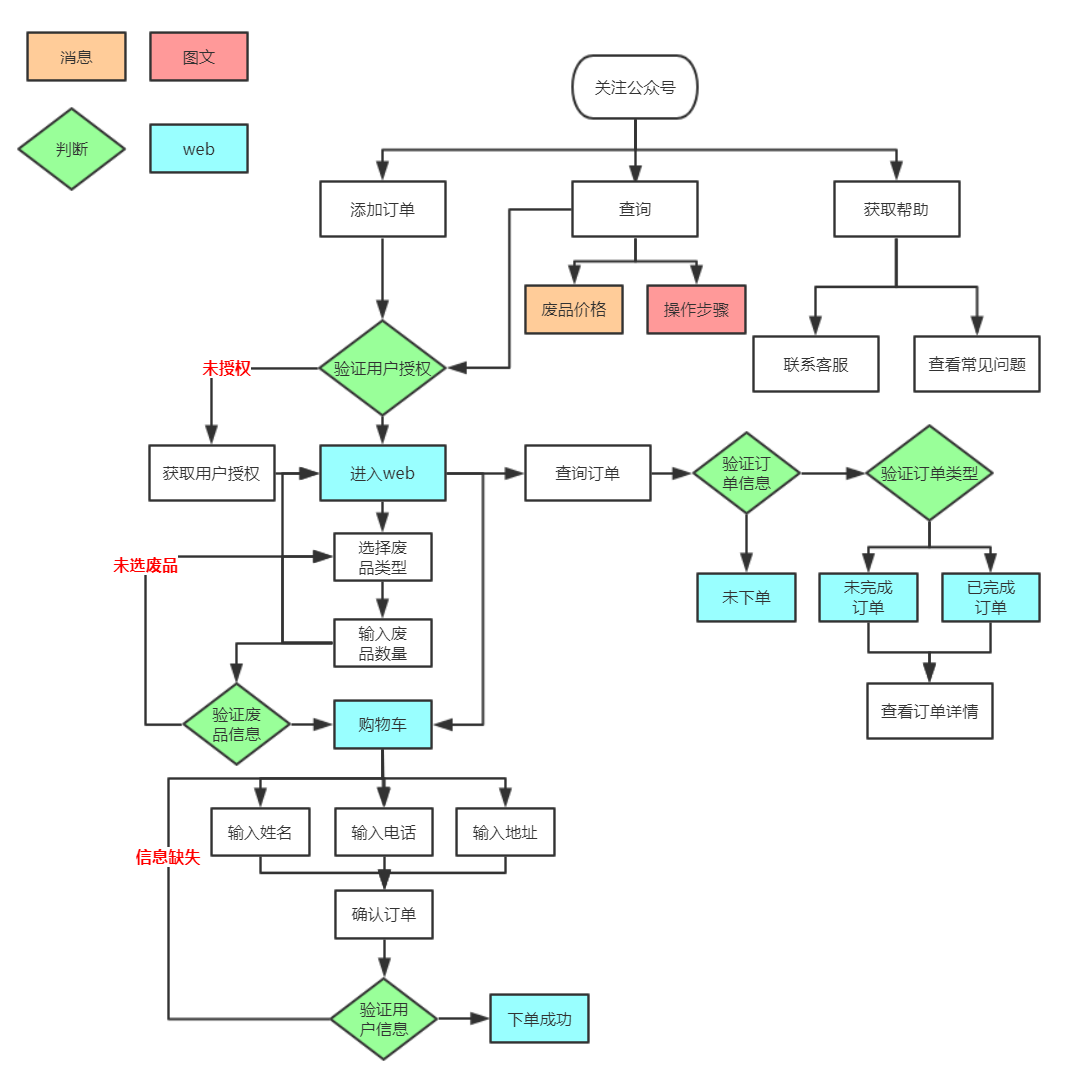 消息
图文
关注公众号
判断
web
添加订单
查询
获取帮助
废品价格
操作步骤
未授权
验证用户授权
联系客服
查看常见问题
获取用户授权
进入web
查询订单
验证订
单信息
验证订单类型
未选废品
选择废
品类型
未下单
未完成
订单
已完成
订单
输入废
品数量
验证废
品信息
购物车
查看订单详情
输入姓名
输入电话
输入地址
信息缺失
确认订单
验证用
户信息
下单成功